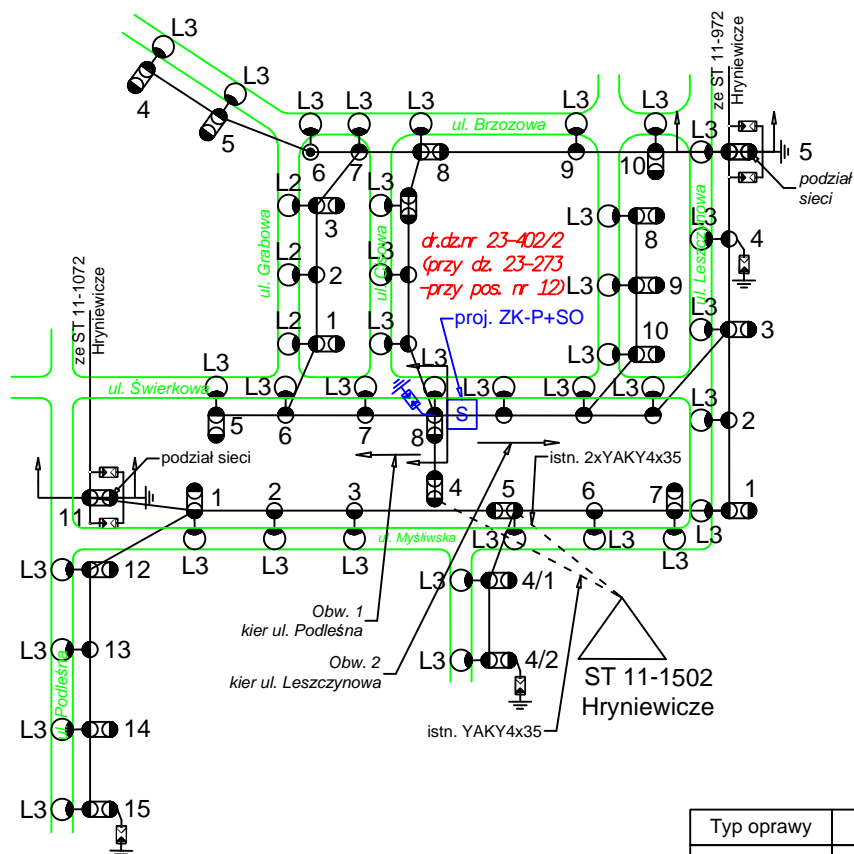 L3
L3
4
5
L3
L3
L3
L3
L3
ul. Brzozowa
6
7
8
9
10
L3
ze ST 11-972
Hryniewicze
5
podział
sieci
L2
3
L3
L2
2
L3
L2
1
L3
ul. Grabowa
dr.dz.nr 23-402/2
(przy dz. 23-273
-przy pos. nr 12)
proj. ZK-P+SO
L3
8
L3
9
L3
10
ul. Leszczynowa
L3
4
L3
3
L3
2
L3
1
ze ST 11-1072
Hryniewicze
ul. Świerkowa
L3
L3
L3
L3
L3
L3
L3
5
6
7
8
S
podział sieci
11
istn. 2xYAKY4x35
1
2
3
4
5
6
7
L3
L3
L3
ul. Myśliwska
L3
L3
L3
L3
12
L3
13
L3
14
L3
15
ul. Podleśna
L3
4/1
L3
4/2
Obw. 1
kier ul. Podleśna
Obw. 2
kier ul. Leszczynowa
ST 11-1502
Hryniewicze
istn. YAKY4x35
Typ oprawy